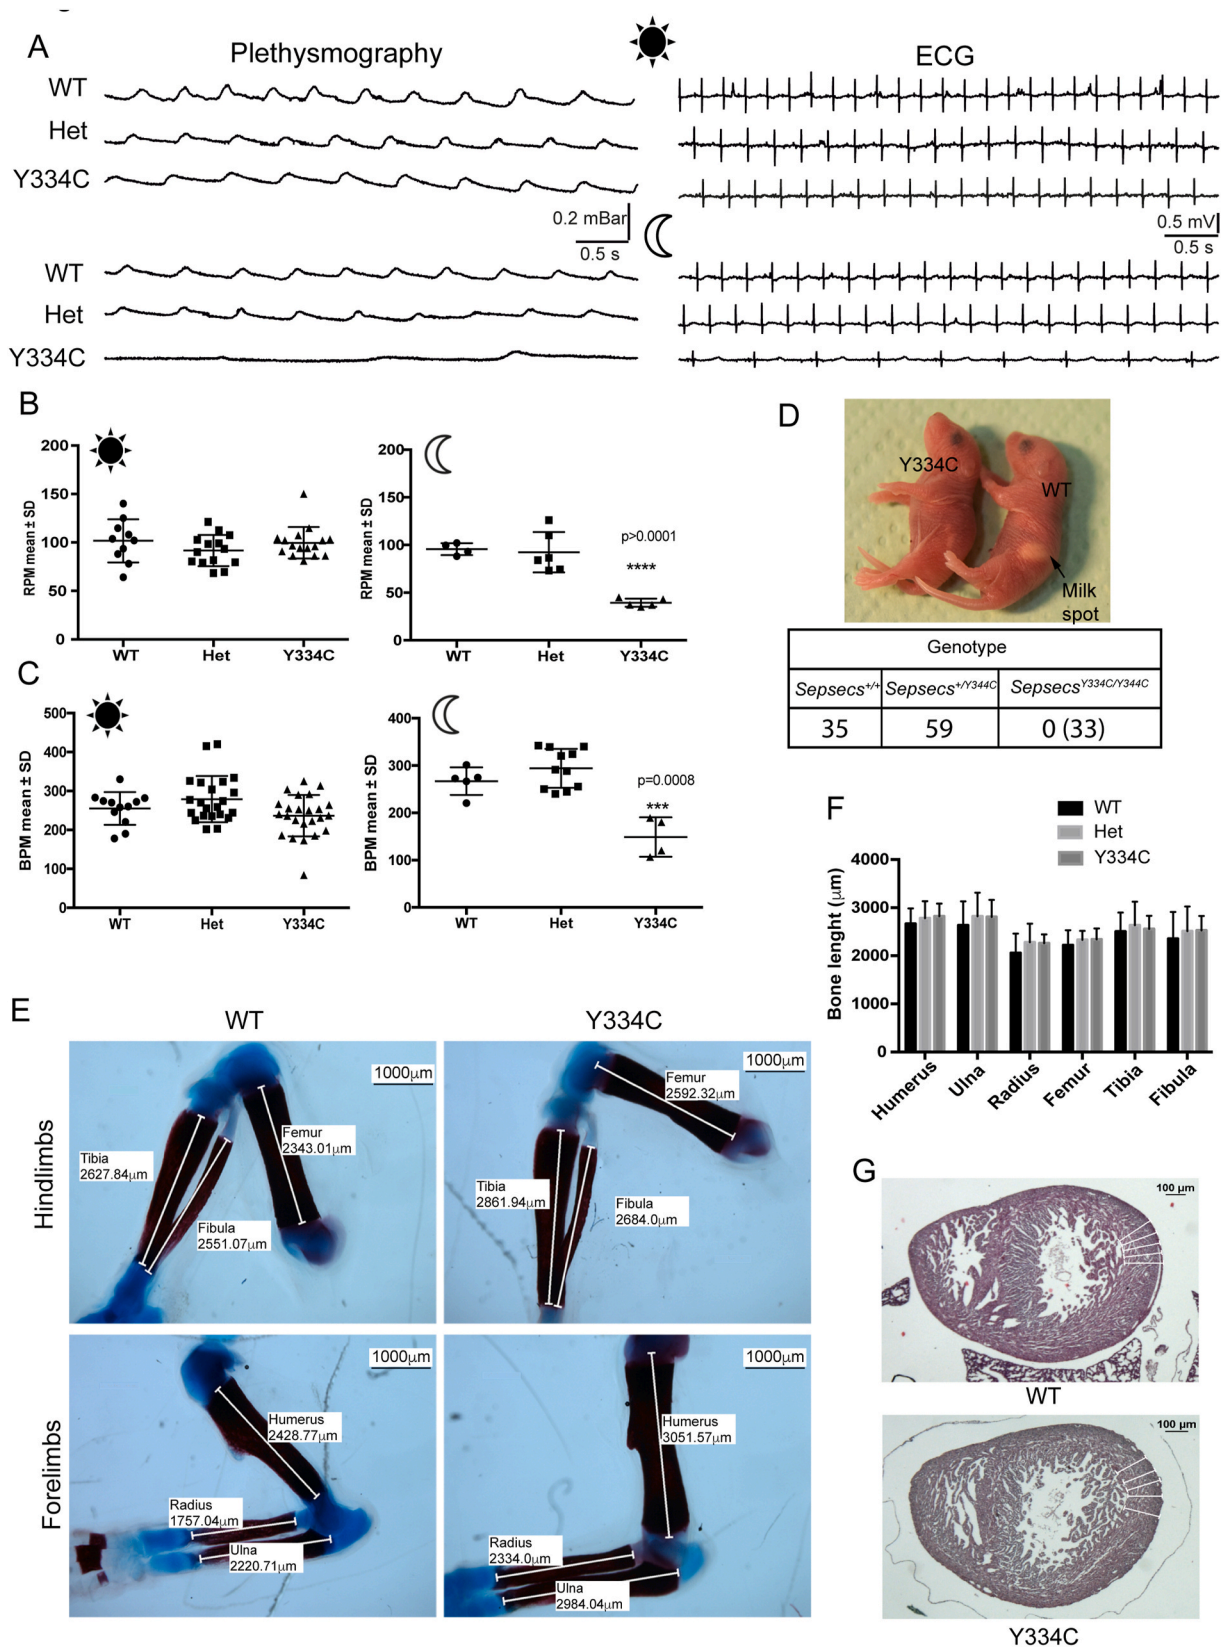 A
Plethysmography
ECG
WT
Het
Y334C
0.2 mBar
0.5 s
0.5 mV
0.5 s
WT
Het
Y334C
B
200
150
100
50
0
RPM mean ± SD
WT
Het
Y334C
200
150
100
50
0
RPM mean ± SD
p>0.0001
****
WT
Het
Y334C
C
500
400
300
200
100
0
BPM mean ± SD
WT
Het
Y334C
400
300
200
100
0
BPM mean ± SD
p=0.0008
***
WT
Het
Y334C
D
Y334C
WT
Milk
spot
Genotype
Sepsecs+/+ Sepsecs+/Y344C SepsecsY334C/Y344C
35 59 0 (33)
E
WT
Y334C
Hindlimbs
1000µm
Femur
2343.01µm
Tibia
2627.84µm
Fibula
2551.07µm
1000µm
Femur
2592.32µm
Tibia
2861.94µm
Fibula
2684.0µm
Forelimbs
1000µm
Humerus
2428.77µm
Radius
1757.04µm
Ulna
2220.71µm
1000µm
Humerus
3051.57µm
Radius
2334.0µm
Ulna
2984.04µm
F
WT
Het
Y334C
4000
3000
2000
1000
0
Bone lenght (µm)
Humerus
Ulna
Radius
Femur
Tibia
Fibula
G
100 µm
WT
100 µm
Y334C